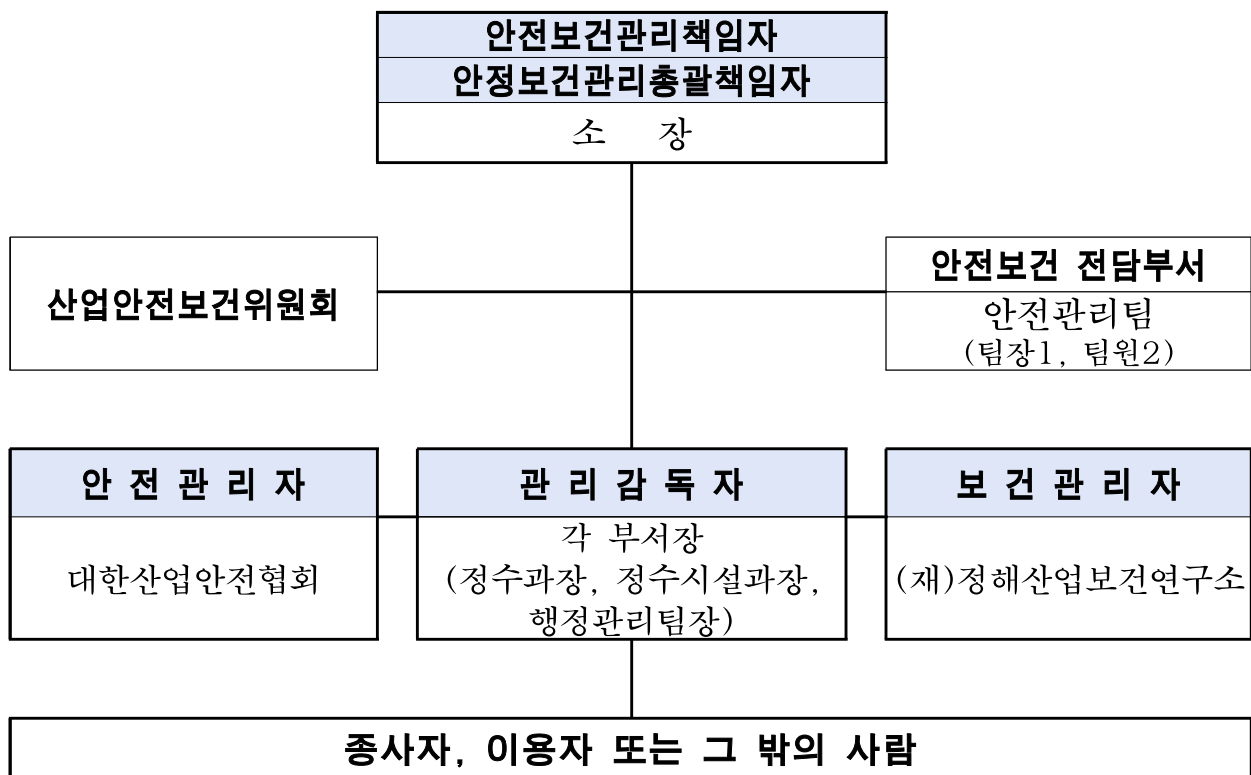 안전보건관리책임자
안정보건관리총괄책임자
소 장
산업안전보건위원회
안전보건 전담부서
안전관리팀
(팀장1, 팀원2)
안 전 관 리 자
대한산업안전협회
관 리 감 독 자
각 부서장
(정수과장, 정수시설과장,
행정관리팀장)
보 건 관 리 자
(재)정해산업보건연구소
종사자, 이용자 또는 그 밖의 사람